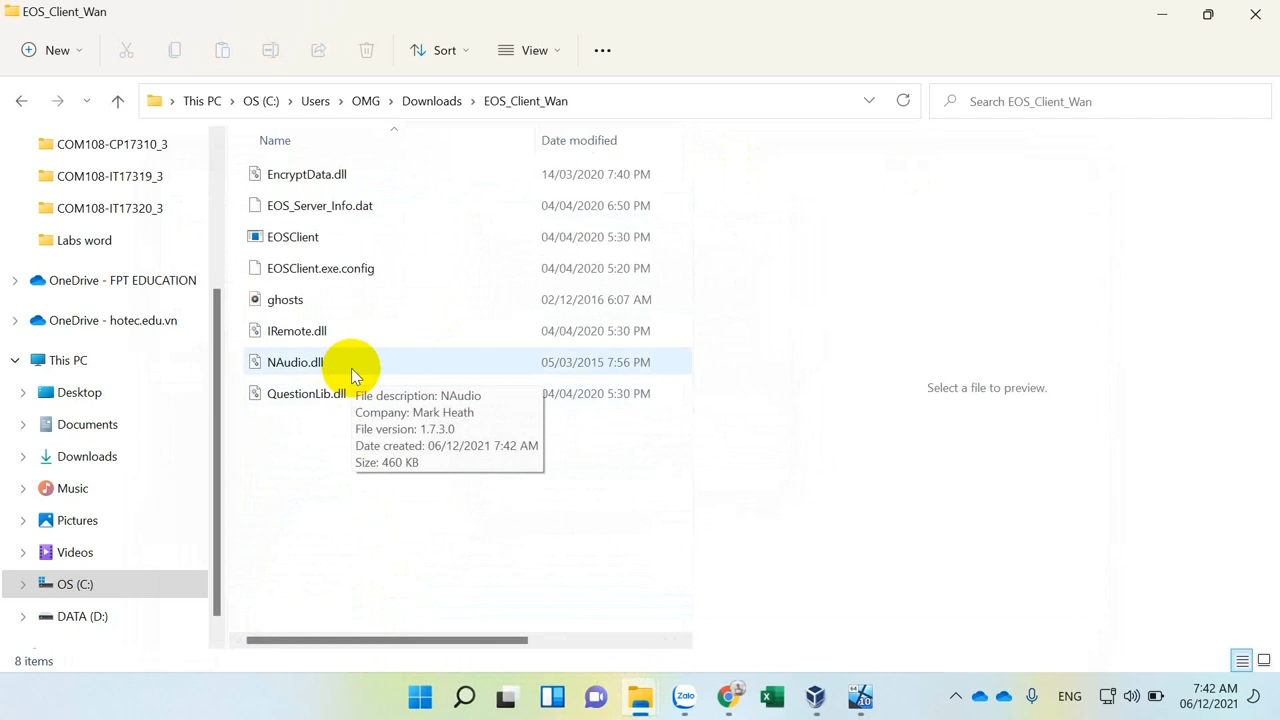 EOS_Client_Wan
New
Sort
View
This PC
OS (C:)
Users
OMG
Downloads
EOS_Client_Wan
Search EOS_Client_Wan
COM108-CP17310_3
COM108-IT17319_3
COM108-IT17320_3
Labs word
OneDrive - FPT EDUCATION
OneDrive - hotec.edu.vn
This PC
Desktop
Documents
Downloads
Music
Pictures
Videos
OS (C:)
DATA (D:)
Name Date modified
EncryptData.dll 14/03/2020 7:40 PM
EOS_Server_Info.dat 04/04/2020 6:50 PM
EOSClient 04/04/2020 5:30 PM
EOSClient.exe.config 04/04/2020 5:20 PM
ghosts 02/12/2016 6:07 AM
IRemote.dll 04/04/2020 5:30 PM
NAudio.dll 05/03/2015 7:56 PM
QuestionLib.dll 04/04/2020 5:30 PM
File description: NAudio
Company: Mark Heath
File version: 1.7.3.0
Date created: 06/12/2021 7:42 AM
Size: 460 KB
Select a file to preview.
8 items
Zalo
64
10
ENG
7:42 AM
06/12/2021